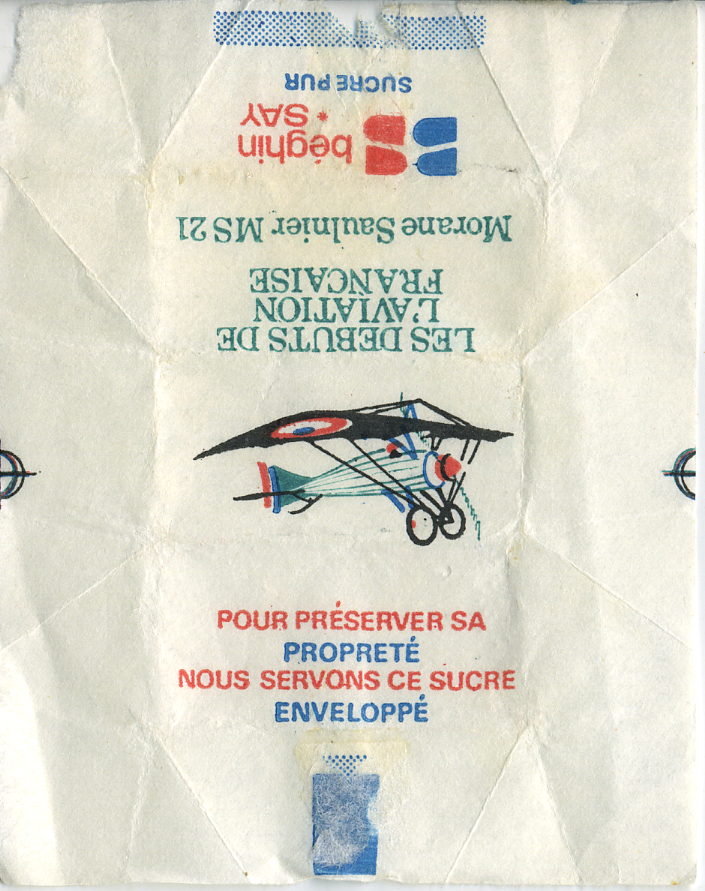 SUCRE PUR
béghin
SAY
Morane Saulnier MS 21
LES DEBUTS DE
L'AVIATION
FRANCAISE
POUR PRÉSERVER SA
PROPRETÉ
NOUS SERVONS CE SUCRE
ENVELOPPÉ